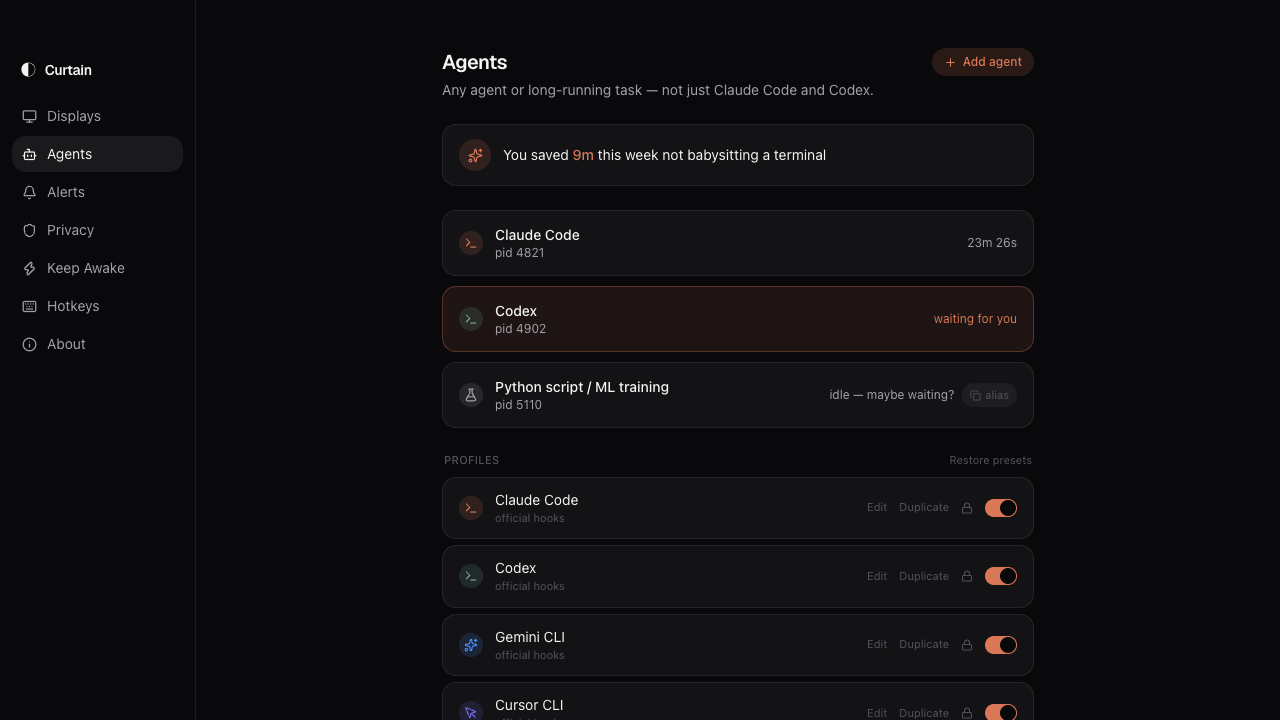 Curtain
Displays
Agents
Alerts
Privacy
Keep Awake
Hotkeys
About
Agents
Add agent
Any agent or long-running task — not just Claude Code and Codex.
You saved 9m this week not babysitting a terminal
Claude Code
pid 4821
23m 26s
Codex
pid 4902
waiting for you
Python script / ML training
pid 5110
idle — maybe waiting? alias
PROFILES
Restore presets
Claude Code
official hooks
Edit Duplicate
Codex
official hooks
Edit Duplicate
Gemini CLI
official hooks
Edit Duplicate
Cursor CLI
Edit Duplicate